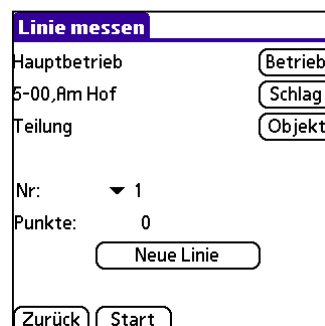 Linie messen
Hauptbetrieb Betrieb
5-00,Am Hof Schlag
Teilung Objekt
Nr: 1
Punkte: 0
Neue Linie
Zurück Start